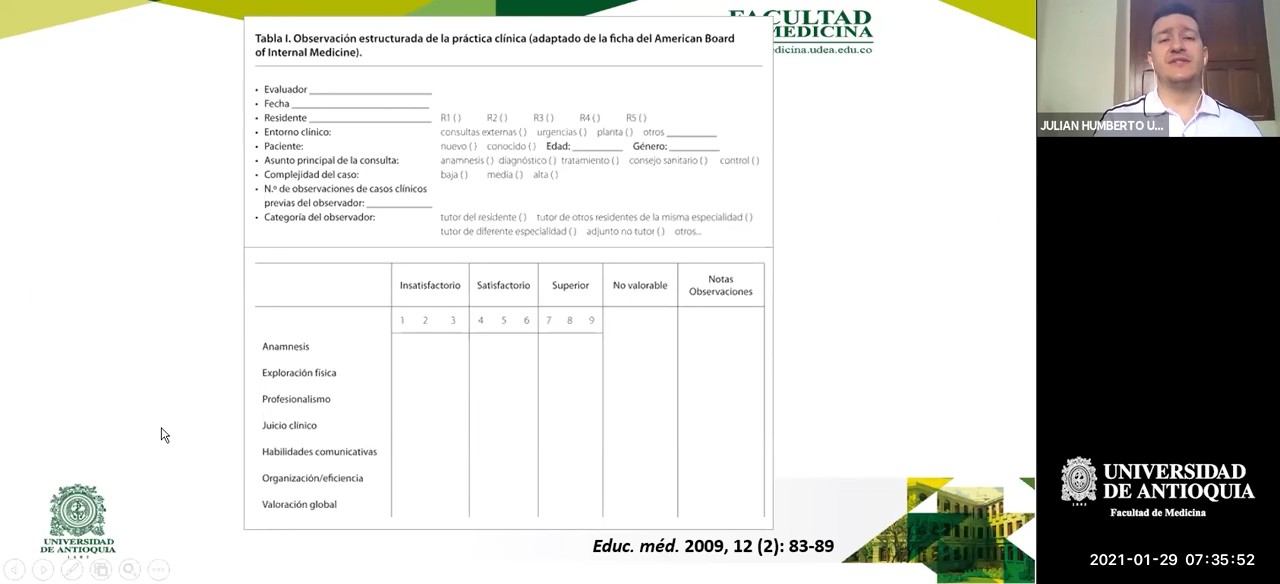 FACULTAD
MEDICINA
dicina.udea.edu.co
Tabla I. Observación estructurada de la práctica clínica (adaptado de la ficha del American Board
of Internal Medicine).
• Evaluador
• Fecha
• Residente R1 ( ) R2 ( ) R3 ( ) R4 ( ) R5 ( )
• Entorno clínico: consultas externas ( ) urgencias ( ) planta ( ) otros
• Paciente: nuevo ( ) conocido ( ) Edad: Género:
• Asunto principal de la consulta: anamnesis ( ) diagnóstico ( ) tratamiento ( ) consejo sanitario ( ) control ( )
• Complejidad del caso: baja ( ) media ( ) alta ( )
• N.º de observaciones de casos clínicos
previas del observador:
• Categoría del observador: tutor del residente ( ) tutor de otros residentes de la misma especialidad ( )
tutor de diferente especialidad ( ) adjunto no tutor ( ) otros...
Insatisfactorio Satisfactorio Superior No valorable Notas
Observaciones
1 2 3 4 5 6 7 8 9
Anamnesis
Exploración física
Profesionalismo
Juicio clínico
Habilidades comunicativas
Organización/eficiencia
Valoración global
Educ. méd. 2009, 12 (2): 83-89
UNIVERSIDAD
DE ANTIOQUIA
1803
JULIAN HUMBERTO U...
UNIVERSIDAD
DE ANTIOQUIA
1803
Facultad de Medicina
2021-01-29 07:35:52